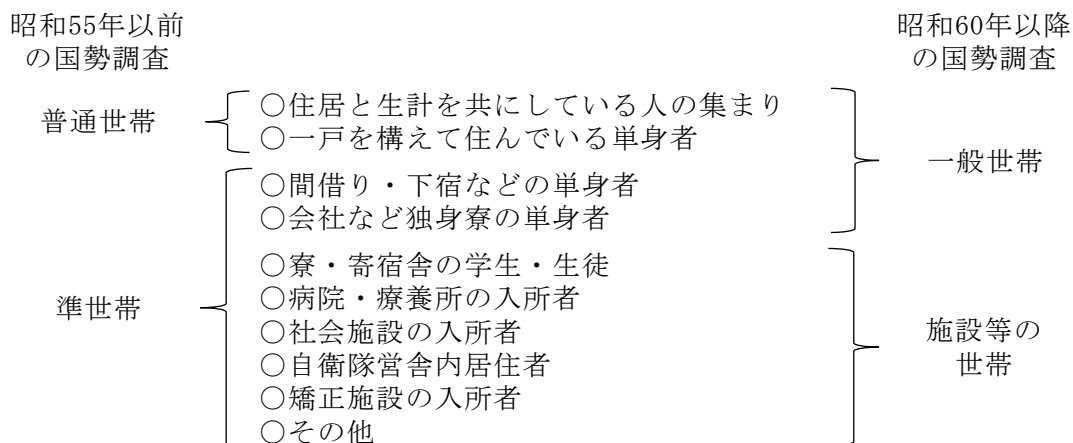 昭和55年以前
の国勢調査
昭和60年以降
の国勢調査
普通世帯
○住居と生計を共にしている人の集まり
○一戸を構えて住んでいる単身者
一般世帯
○間借り・下宿などの単身者
○会社など独身寮の単身者
準世帯
○寮・寄宿舎の学生・生徒
○病院・療養所の入所者
○社会施設の入所者
○自衛隊営舎内居住者
○矯正施設の入所者
○その他
施設等の
世帯